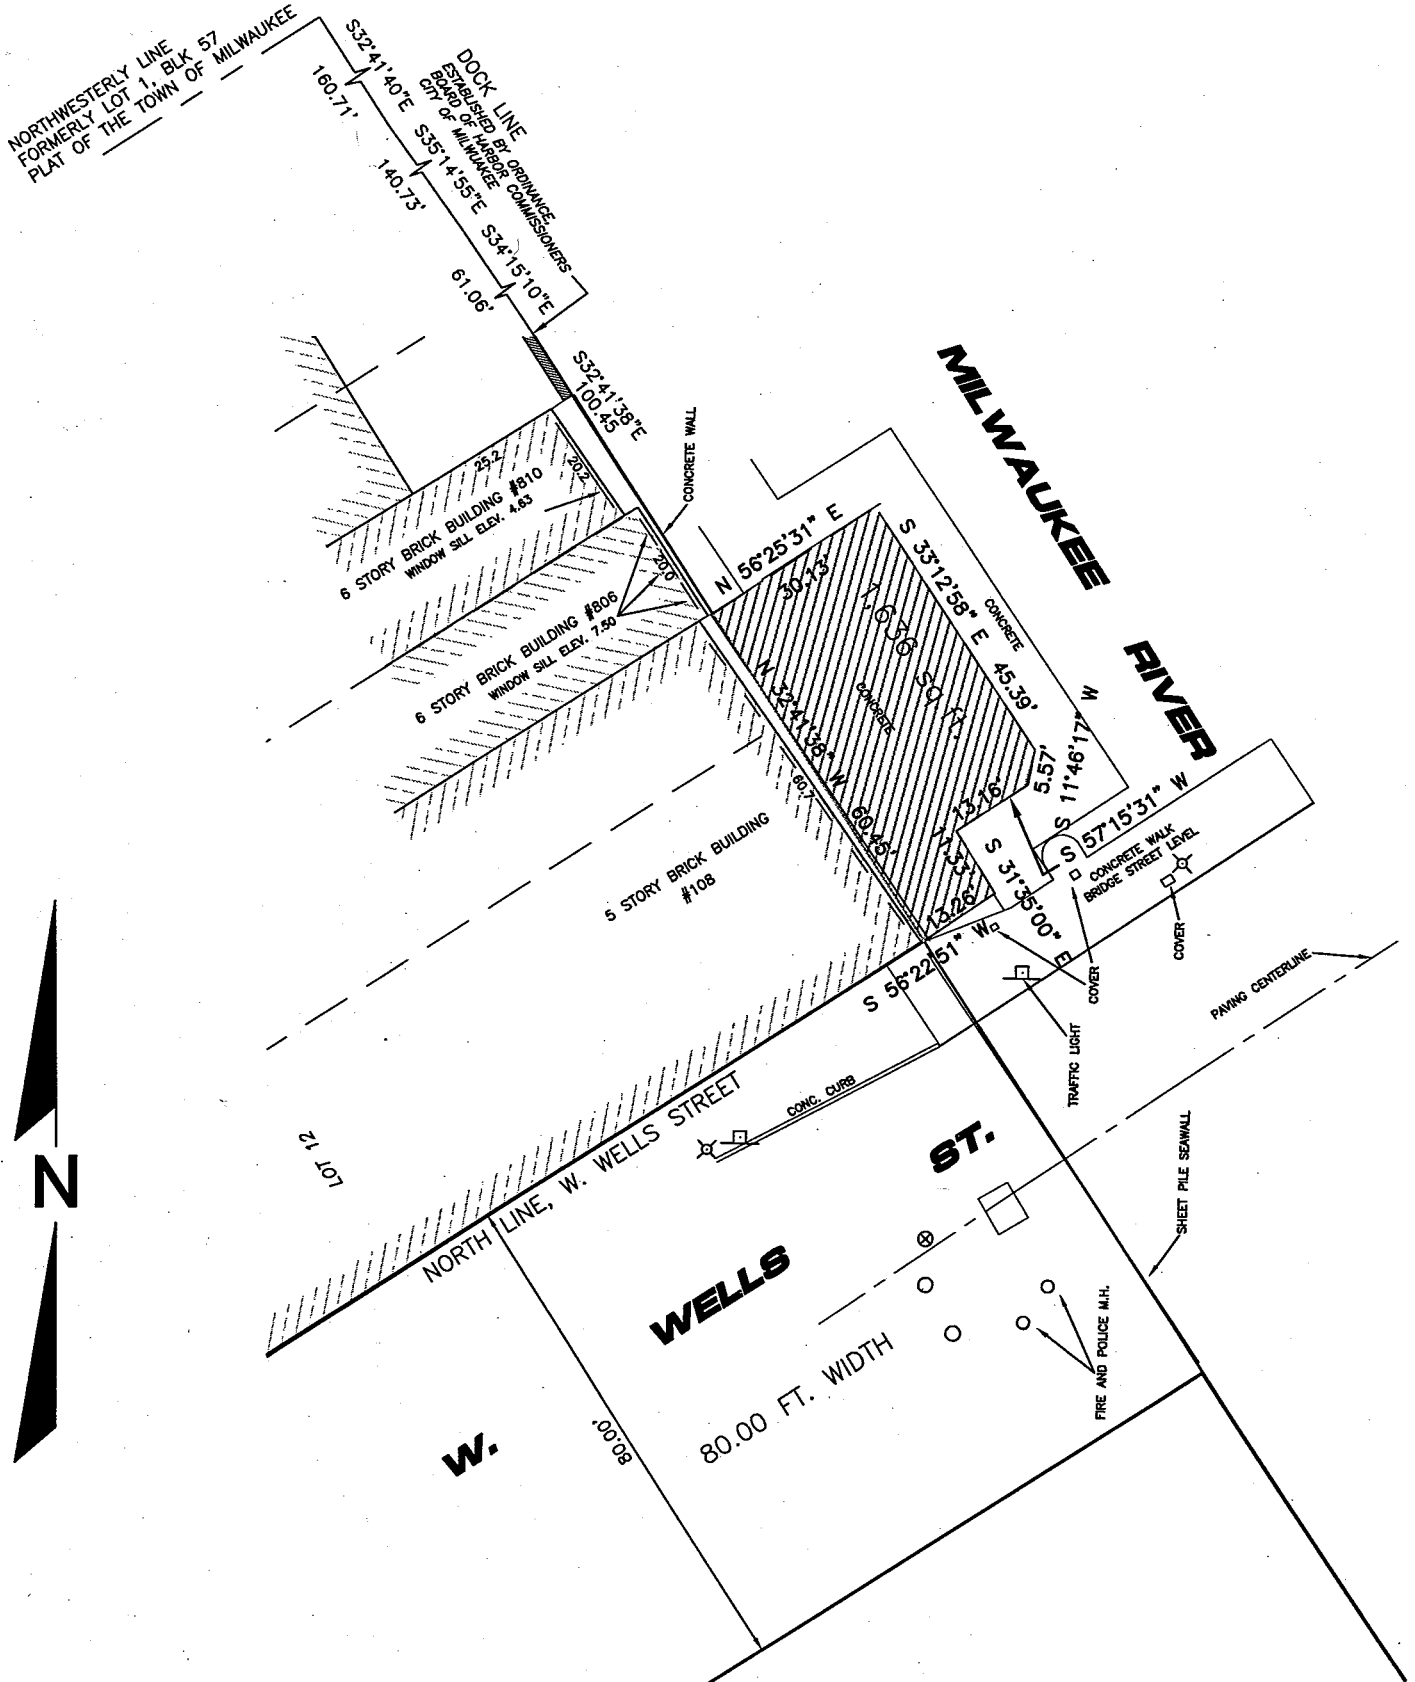 NORTHWESTERLY LINE
FORMERLY LOT 1, BLK 57
PLAT OF THE TOWN OF MILWAUKEE
S32°41'40"E
160.71'
DOCK LINE
ESTABLISHED BY ORDINANCE,
BOARD OF HARBOR COMMISSIONERS
CITY OF MILWUAKEE
S35°14'55"E
140.73'
S34°15'10"E
61.06'
S32°41'38"E
100.45
CONCRETE WALL
MILWAUKEE
RIVER
25.2
20.2
6 STORY BRICK BUILDING #810
WINDOW SILL ELEV. 4.63
20.0
6 STORY BRICK BUILDING #806
WINDOW SILL ELEV. 7.50
N 56°25'31" E
30.13'
S 33°12'58" E 45.39'
CONCRETE
1,636 sq. ft.
CONCRETE
N 32°41'38" W 60.45'
60.7
5.57'
S 11°46'17" W
13.16'
S 57°15'31" W
11.33'
S 31°35'00" E
13.26'
S 56°22'51" W
CONCRETE WALK
BRIDGE STREET LEVEL
5 STORY BRICK BUILDING
#108
COVER
COVER
PAVING CENTERLINE
TRAFFIC LIGHT
CONC. CURB
SHEET PILE SEAWALL
LOT 12
N
NORTH LINE, W. WELLS STREET
W. WELLS ST.
80.00'
80.00 FT. WIDTH
FIRE AND POLICE M.H.